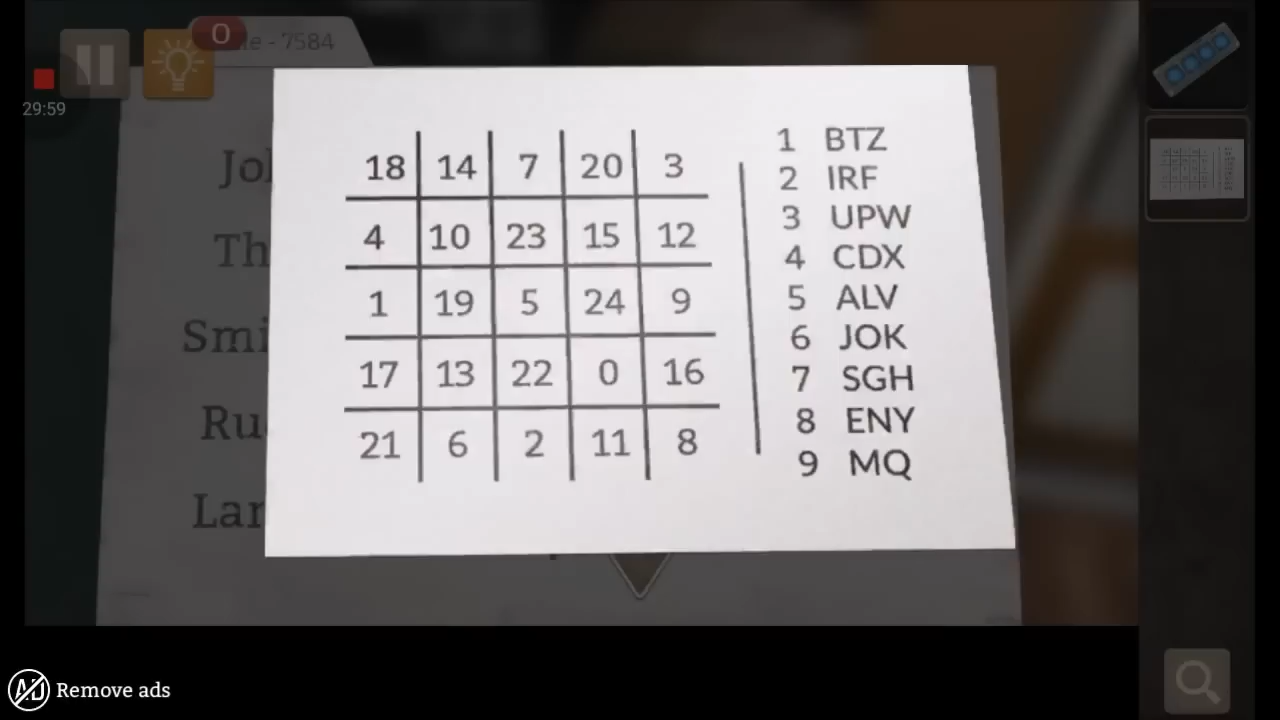 0
e - 7584
29:59
18 14 7 20 3
4 10 23 15 12
1 19 5 24 9
17 13 22 0 16
21 6 2 11 8
1 BTZ
2 IRF
3 UPW
4 CDX
5 ALV
6 JOK
7 SGH
8 ENY
9 MQ
Jo
Th
Smi
Ru
Lar
Remove ads